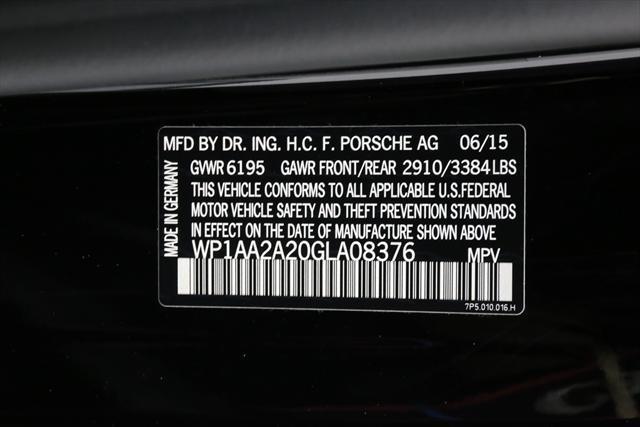 MFD BY DR. ING. H.C. F. PORSCHE AG 06/15
GVWR 6195 GAWR FRONT/REAR 2910/3384LBS
THIS VEHICLE CONFORMS TO ALL APPLICABLE U.S.FEDERAL
MOTOR VEHICLE SAFETY AND THEFT PREVENTION STANDARDS
IN EFFECT ON THE DATE OF MANUFACTURE SHOWN ABOVE
WP1AA2A20GLA08376 MPV
7P5.010.016.H
MADE IN GERMANY